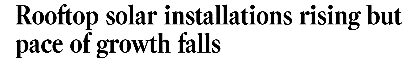 Rooftop solar installations rising but
pace of growth falls